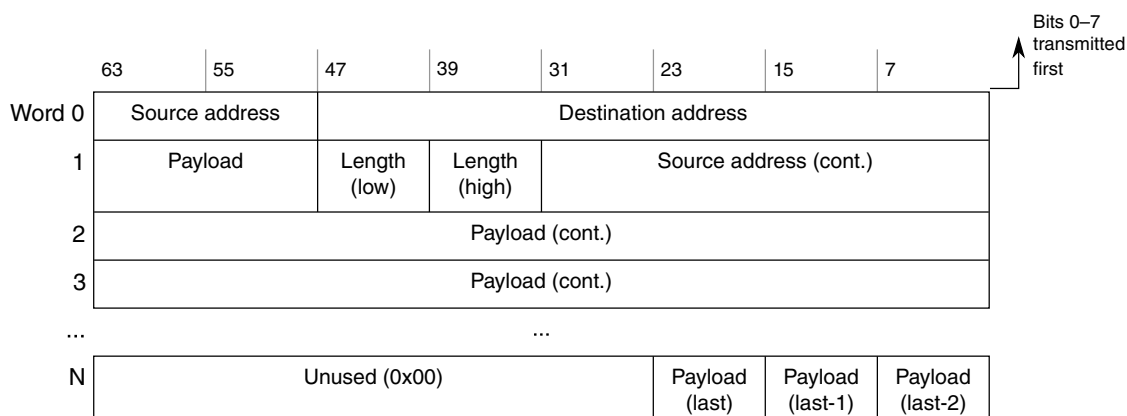 Bits 0–7
transmitted
first
63 55 47 39 31 23 15 7
Word 0 Source address Destination address
1 Payload Length (low) Length (high) Source address (cont.)
2 Payload (cont.)
3 Payload (cont.)
... ...
N Unused (0x00) Payload (last) Payload (last-1) Payload (last-2)